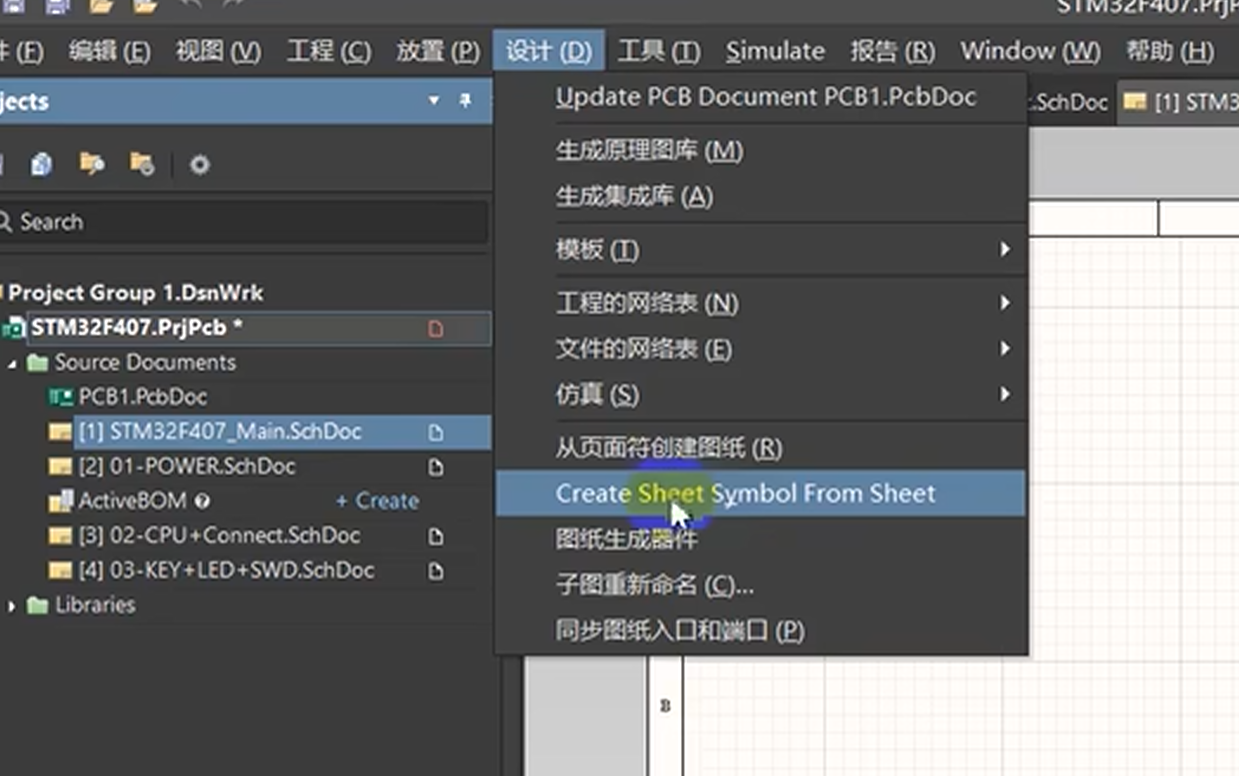 STM32F407.PrjP
件 (F) 编辑 (E) 视图 (V) 工程 (C) 放置 (P) 设计 (D) 工具 (T) Simulate 报告 (R) Window (W) 帮助 (H)
jects
.SchDoc
[1] STM3
Search
Project Group 1.DsnWrk
STM32F407.PrjPcb *
Source Documents
PCB1.PcbDoc
[1] STM32F407_Main.SchDoc
[2] 01-POWER.SchDoc
ActiveBOM + Create
[3] 02-CPU+Connect.SchDoc
[4] 03-KEY+LED+SWD.SchDoc
Libraries
Update PCB Document PCB1.PcbDoc
生成原理图库 (M)
生成集成库 (A)
模板 (T)
工程的网络表 (N)
文件的网络表 (E)
仿真 (S)
从页面符创建图纸 (R)
Create Sheet Symbol From Sheet
图纸生成器件
子图重新命名 (C)...
同步图纸入口和端口 (P)
3